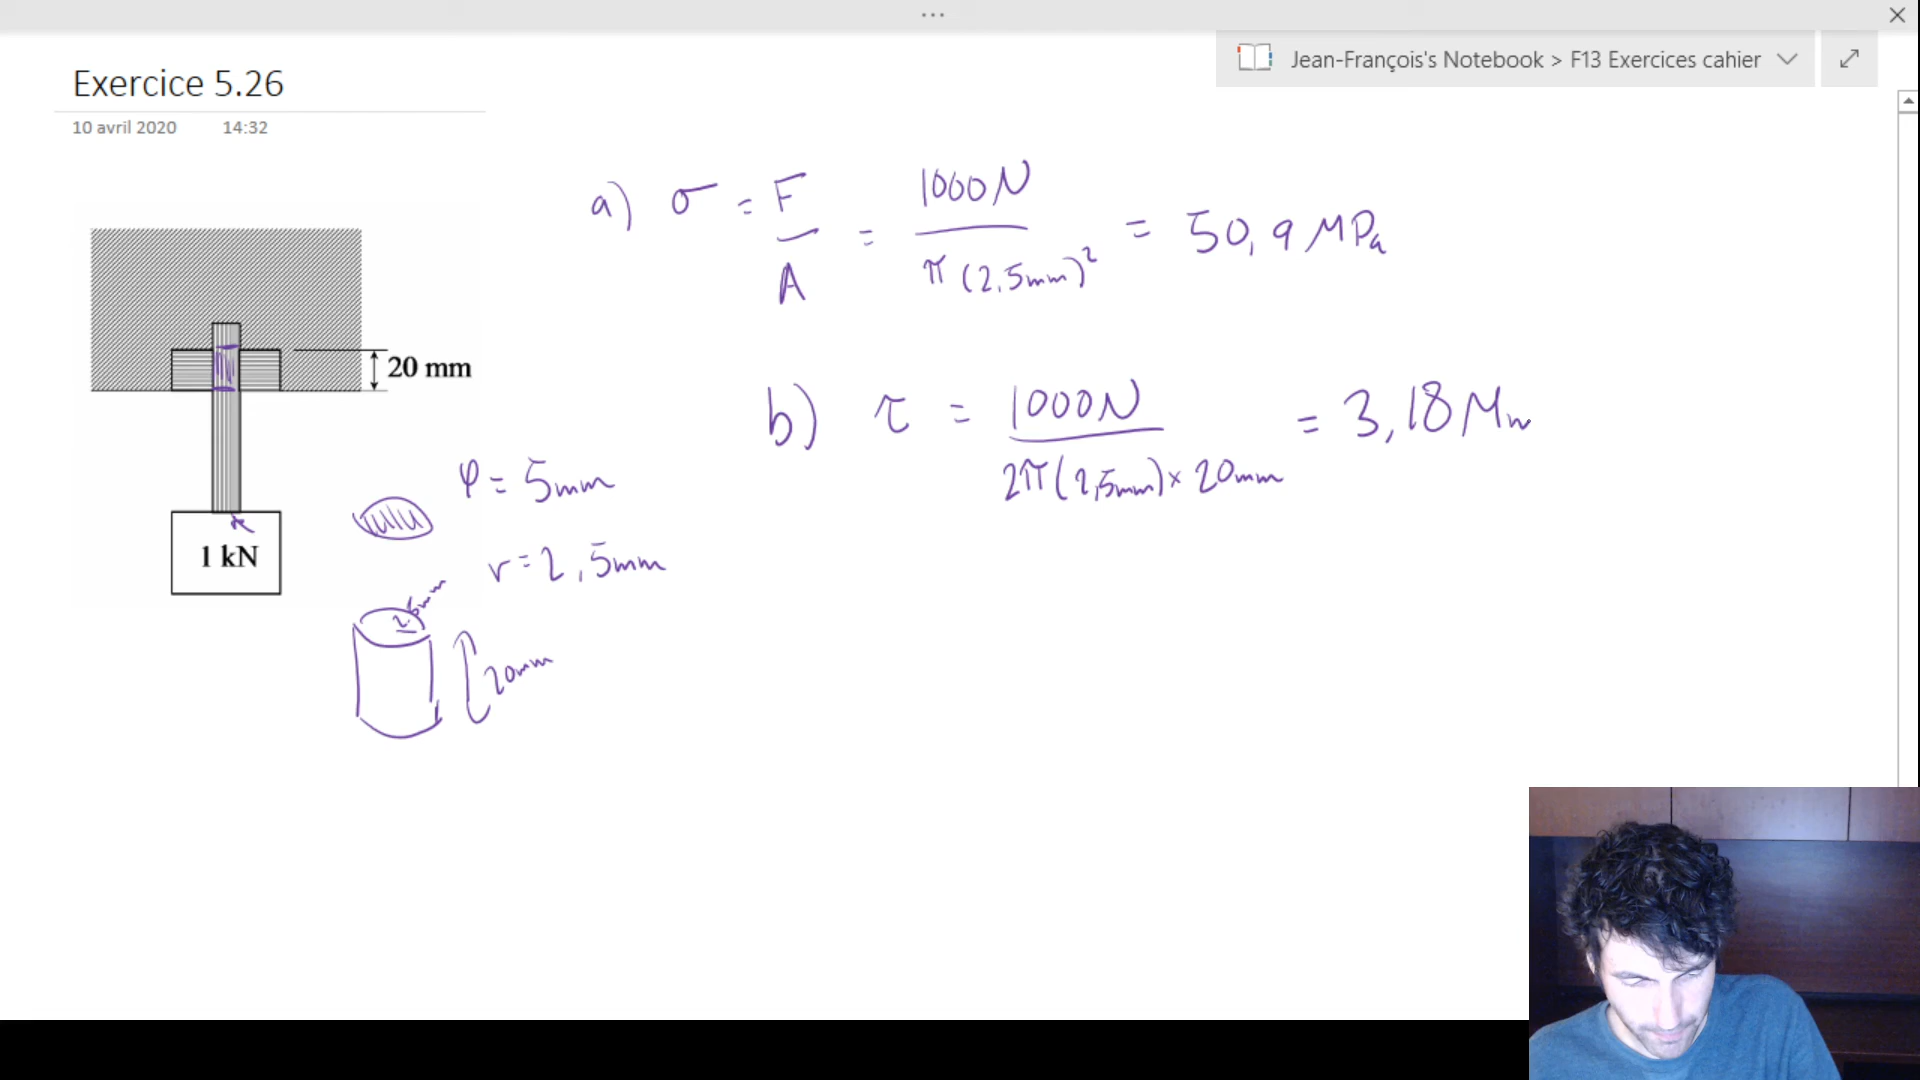 Jean-François's Notebook > F13 Exercices cahier
Exercice 5.26
10 avril 2020 14:32
a) σ = F/A = 1000N / π(2,5mm)² = 50,9 MPa
20 mm
b) τ = 1000N / 2π(2,5mm) × 20mm = 3,18 M
φ = 5mm
1 kN
r = 2,5mm
20mm